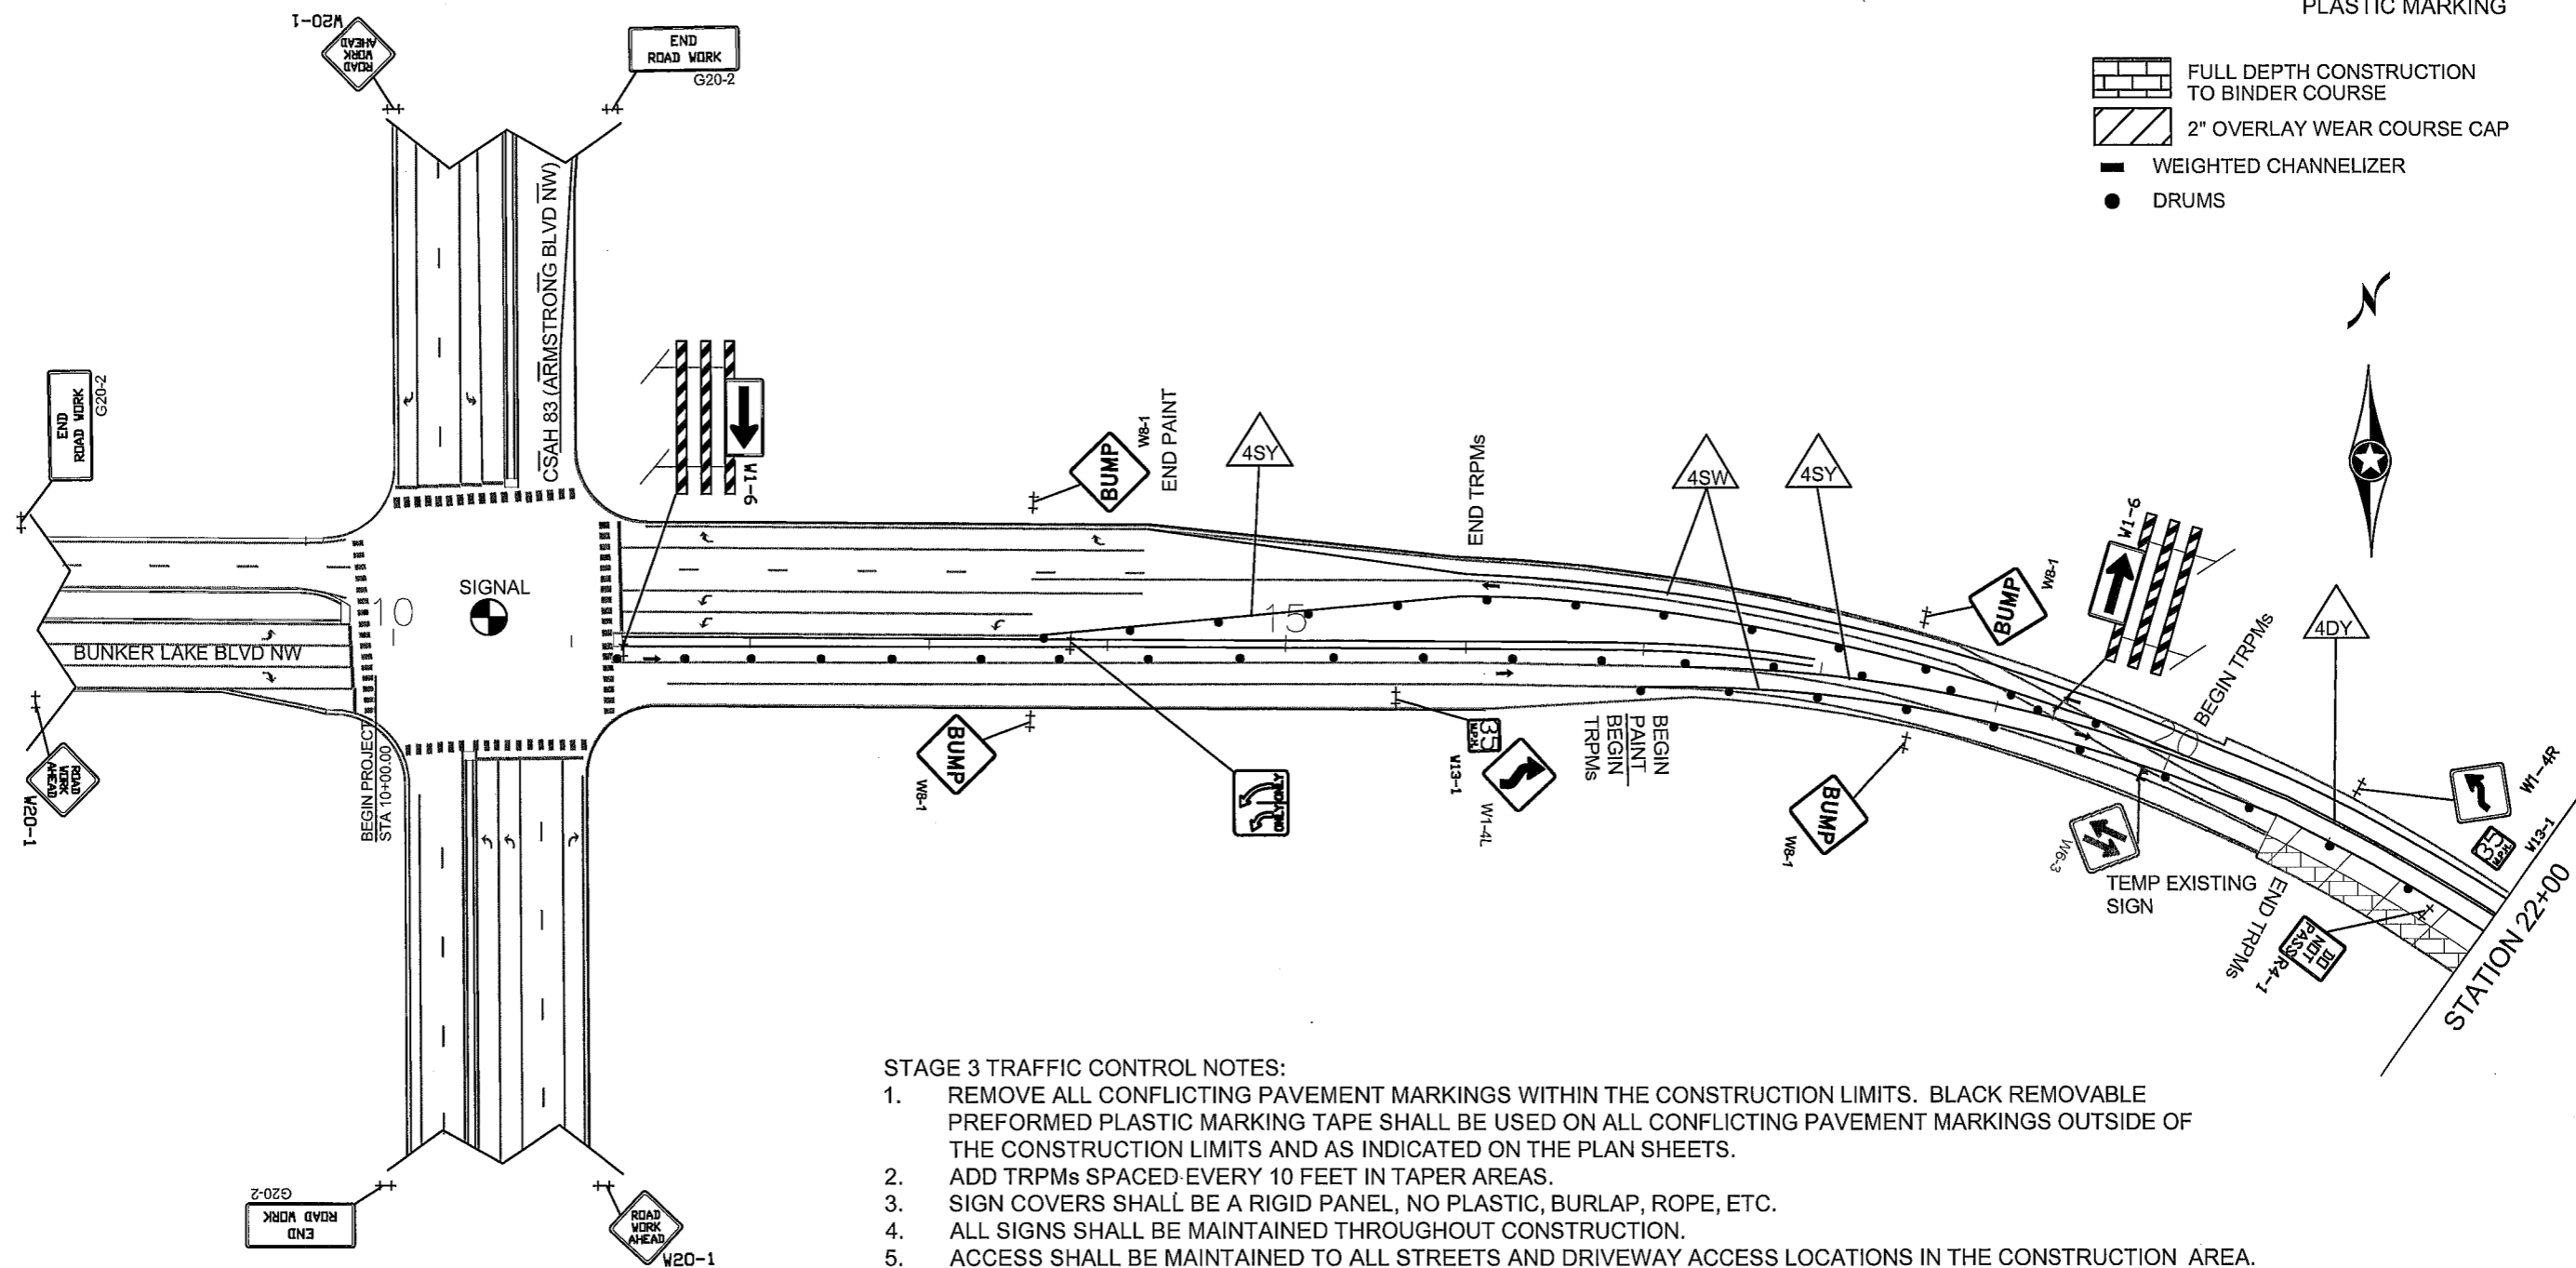 PLASTIC MARKING
FULL DEPTH CONSTRUCTION
TO BINDER COURSE
2" OVERLAY WEAR COURSE CAP
WEIGHTED CHANNELIZER
DRUMS
N
W20-1
ROAD
WORK
AHEAD
END
ROAD WORK
G20-2
CSAH 83 (ARMSTRONG BLVD NW)
END
ROAD WORK
G20-2
W1-6
BUMP
W8-1
END PAINT
4SY
END TRPMs
4SW
4SY
BUMP
W8-1
W1-6
BEGIN TRPMs
4DY
SIGNAL
10
15
20
BUNKER LAKE BLVD NW
BEGIN PROJECT
STA 10+00.00
ROAD
WORK
AHEAD
W20-1
BUMP
W8-1
ONLY ONLY
35
M.P.H.
W13-1
W1-4L
BEGIN
PAINT
BEGIN
TRPMs
BUMP
W8-1
W6-3
TEMP EXISTING
SIGN
END TRPMs
DO
NOT
PASS
R4-1
W1-4R
35
M.P.H.
W13-1
STATION 22+00
G20-2
END
ROAD WORK
ROAD
WORK
AHEAD
W20-1
STAGE 3 TRAFFIC CONTROL NOTES:
1. REMOVE ALL CONFLICTING PAVEMENT MARKINGS WITHIN THE CONSTRUCTION LIMITS. BLACK REMOVABLE
PREFORMED PLASTIC MARKING TAPE SHALL BE USED ON ALL CONFLICTING PAVEMENT MARKINGS OUTSIDE OF
THE CONSTRUCTION LIMITS AND AS INDICATED ON THE PLAN SHEETS.
2. ADD TRPMs SPACED EVERY 10 FEET IN TAPER AREAS.
3. SIGN COVERS SHALL BE A RIGID PANEL, NO PLASTIC, BURLAP, ROPE, ETC.
4. ALL SIGNS SHALL BE MAINTAINED THROUGHOUT CONSTRUCTION.
5. ACCESS SHALL BE MAINTAINED TO ALL STREETS AND DRIVEWAY ACCESS LOCATIONS IN THE CONSTRUCTION AREA.